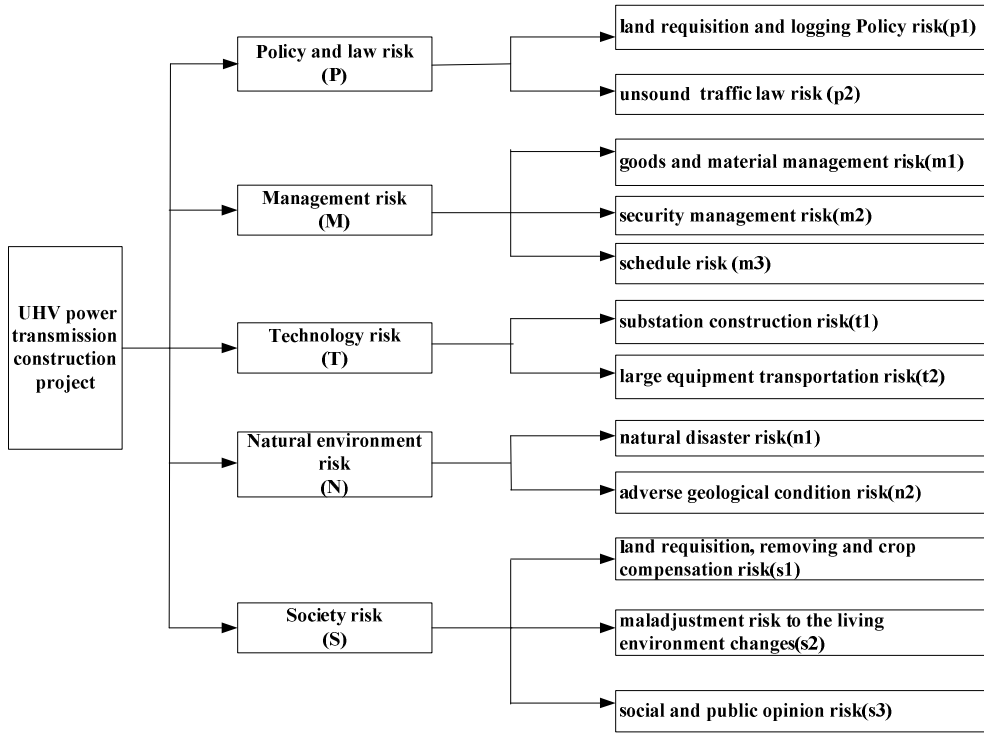 UHV power
transmission
construction
project
Policy and law risk
(P)
land requisition and logging Policy risk(p1)
unsound traffic law risk (p2)
Management risk
(M)
goods and material management risk(m1)
security management risk(m2)
schedule risk (m3)
Technology risk
(T)
substation construction risk(t1)
large equipment transportation risk(t2)
Natural environment
risk
(N)
natural disaster risk(n1)
adverse geological condition risk(n2)
Society risk
(S)
land requisition, removing and crop
compensation risk(s1)
maladjustment risk to the living
environment changes(s2)
social and public opinion risk(s3)